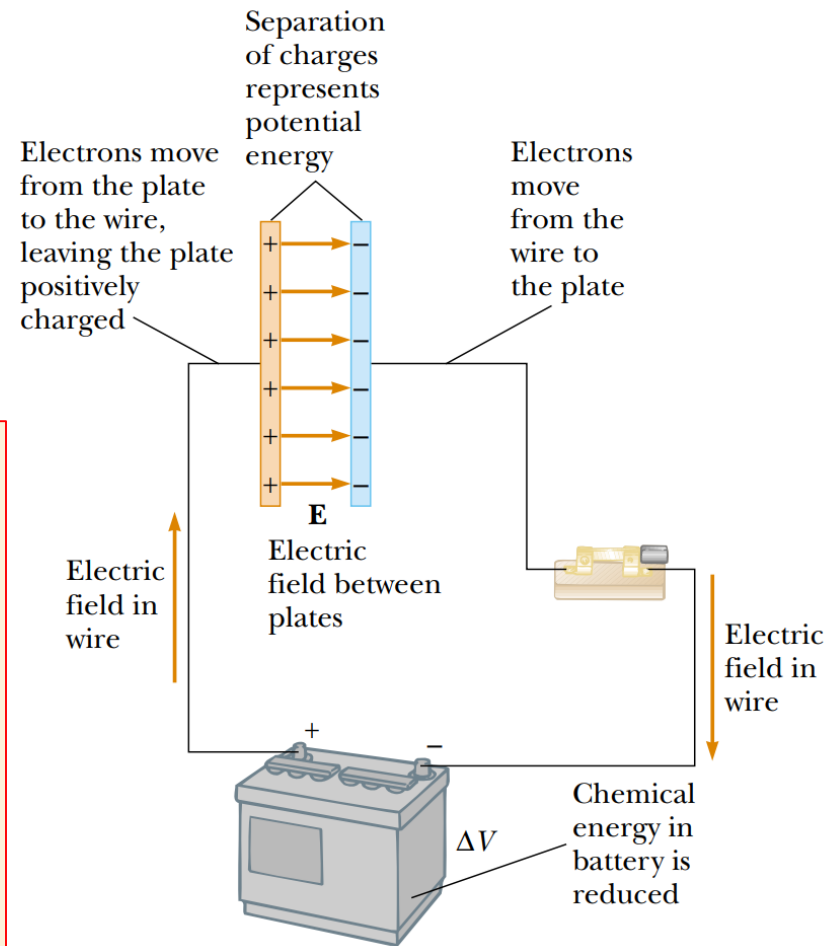 Separation
of charges
represents
potential
energy
Electrons move
from the plate
to the wire,
leaving the plate
positively
charged
Electrons
move
from the
wire to
the plate
+ −
+ −
+ −
+ −
+ −
+ −
E
Electric
field between
plates
Electric
field in
wire
Electric
field in
wire
+
−
ΔV
Chemical
energy in
battery is
reduced